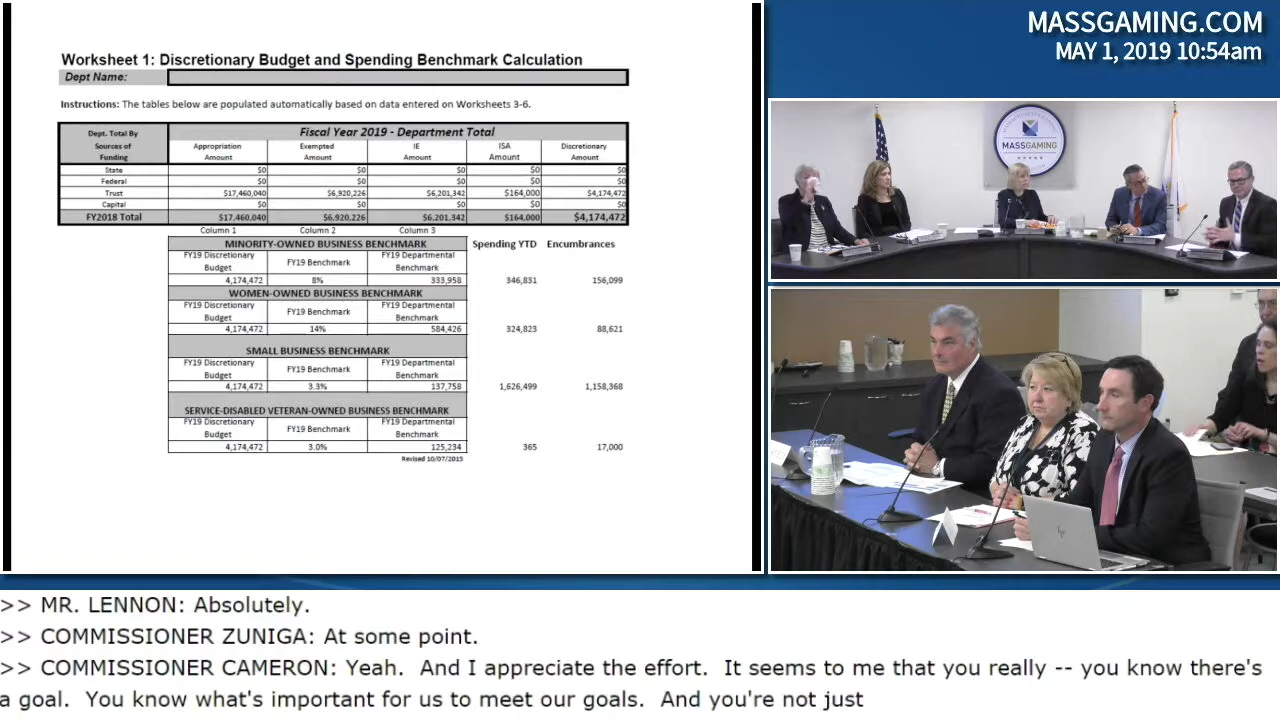 Worksheet 1: Discretionary Budget and Spending Benchmark Calculation
Dept Name:
Instructions: The tables below are populated automatically based on data entered on Worksheets 3-6.
Dept. Total By Sources of Funding
Fiscal Year 2019 - Department Total
Appropriation Amount Exempted Amount IE Amount ISA Amount Discretionary Amount
State $0 $0 $0 $0 $0
Federal $0 $0 $0 $0 $0
Trust $17,460,040 $6,920,226 $6,201,342 $164,000 $4,174,472
Capital $0 $0 $0 $0 $0
FY2018 Total $17,460,040 $6,920,226 $6,201,342 $164,000 $4,174,472
Column 1 Column 2 Column 3
MINORITY-OWNED BUSINESS BENCHMARK Spending YTD Encumbrances
FY19 Discretionary Budget FY19 Benchmark FY19 Departmental Benchmark
4,174,472 8% 333,958 346,831 156,099
WOMEN-OWNED BUSINESS BENCHMARK
FY19 Discretionary Budget FY19 Benchmark FY19 Departmental Benchmark
4,174,472 14% 584,426 324,823 88,621
SMALL BUSINESS BENCHMARK
FY19 Discretionary Budget FY19 Benchmark FY19 Departmental Benchmark
4,174,472 3.3% 137,758 1,626,499 1,158,368
SERVICE-DISABLED VETERAN-OWNED BUSINESS BENCHMARK
FY19 Discretionary Budget FY19 Benchmark FY19 Departmental Benchmark
4,174,472 3.0% 125,234 365 17,000
Revised 10/07/2015
MASSGAMING.COM
MAY 1, 2019 10:54am
MASSGAMING
>> MR. LENNON: Absolutely.
>> COMMISSIONER ZUNIGA: At some point.
>> COMMISSIONER CAMERON: Yeah. And I appreciate the effort. It seems to me that you really -- you know there's
a goal. You know what's important for us to meet our goals. And you're not just